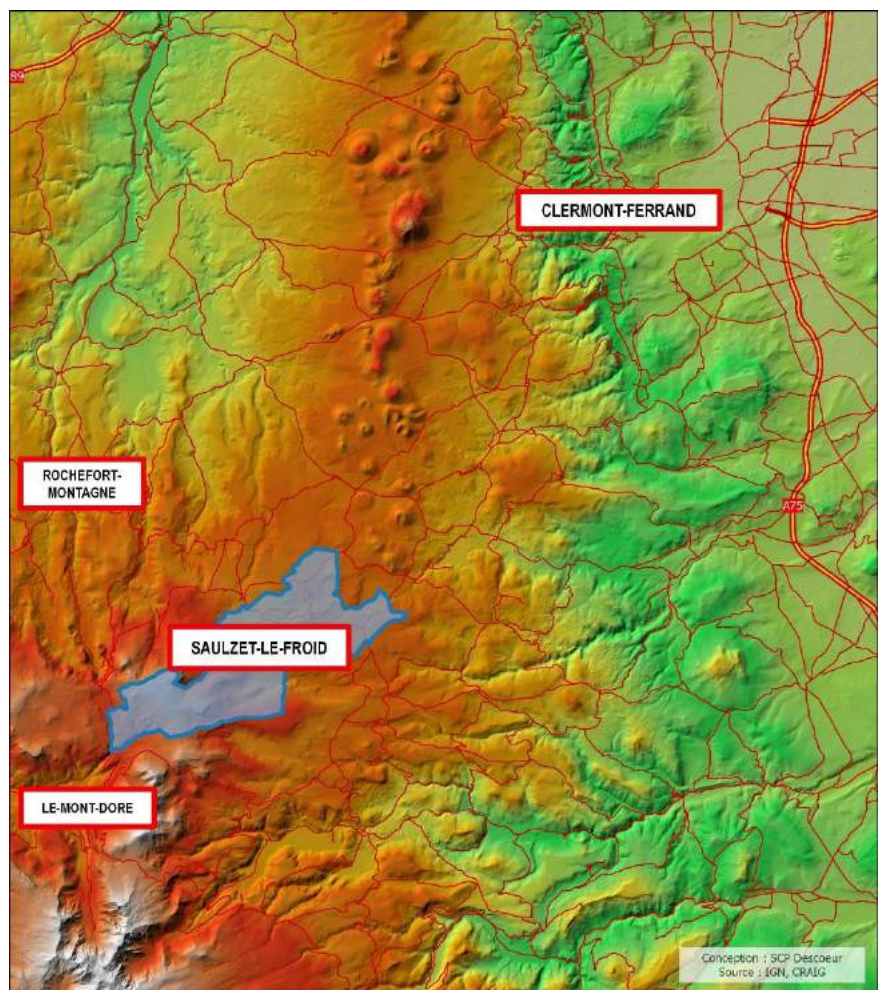 89
CLERMONT-FERRAND
ROCHEFORT-
MONTAGNE
A75
SAULZET-LE-FROID
LE-MONT-DORE
Conception : SCP Descoeur
Source : IGN, CRAIG